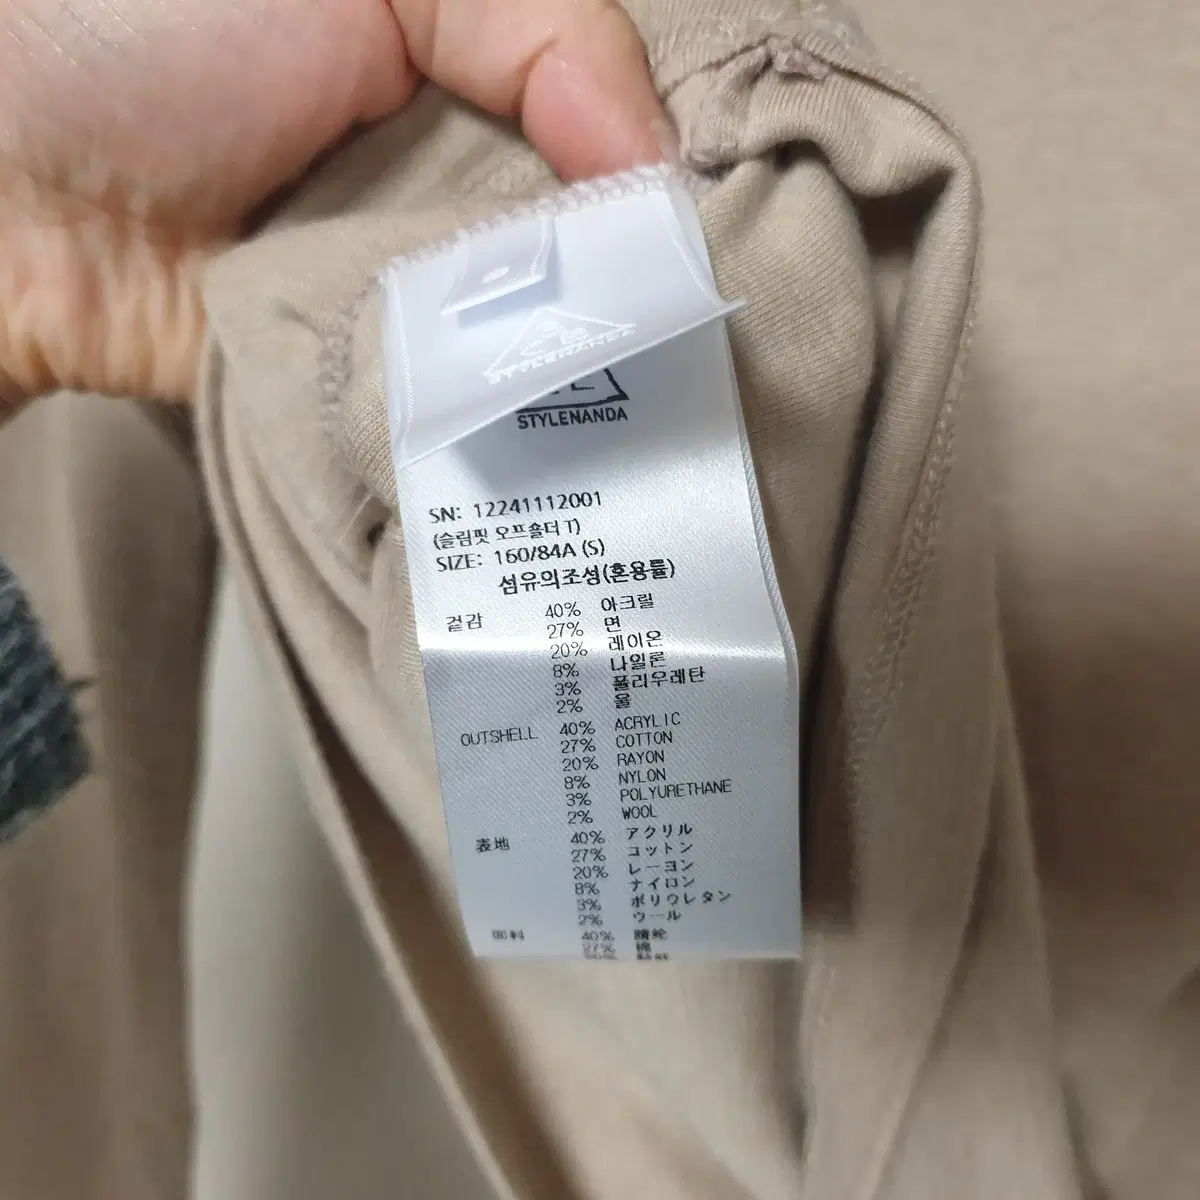 STYLENANDA
STYLENANDA
SN: 12241112001
(슬림핏 오프숄더 T)
SIZE: 160/84A (S)
섬유의조성(혼용률)
겉감 40% 아크릴
27% 면
20% 레이온
8% 나일론
3% 폴리우레탄
2% 울
OUTSHELL 40% ACRYLIC
27% COTTON
20% RAYON
8% NYLON
3% POLYURETHANE
2% WOOL
表地 40% アクリル
27% コットン
20% レーヨン
8% ナイロン
3% ポリウレタン
2% ウール
面料 40%
27% 棉